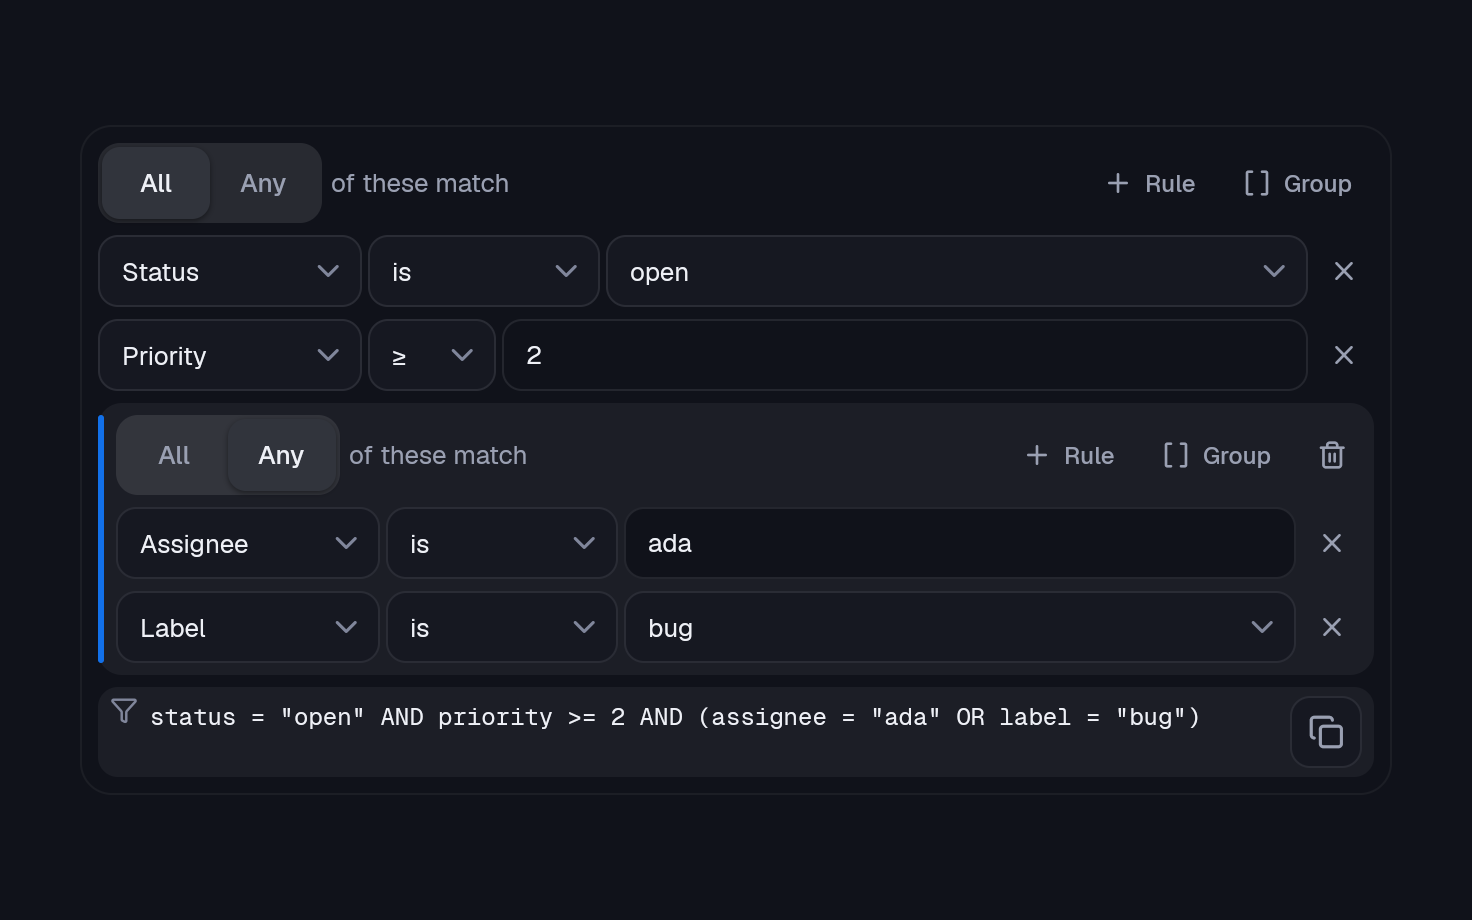 All Any of these match Rule Group
Status is open
Priority ≥ 2
All Any of these match Rule Group
Assignee is ada
Label is bug
status = "open" AND priority >= 2 AND (assignee = "ada" OR label = "bug")